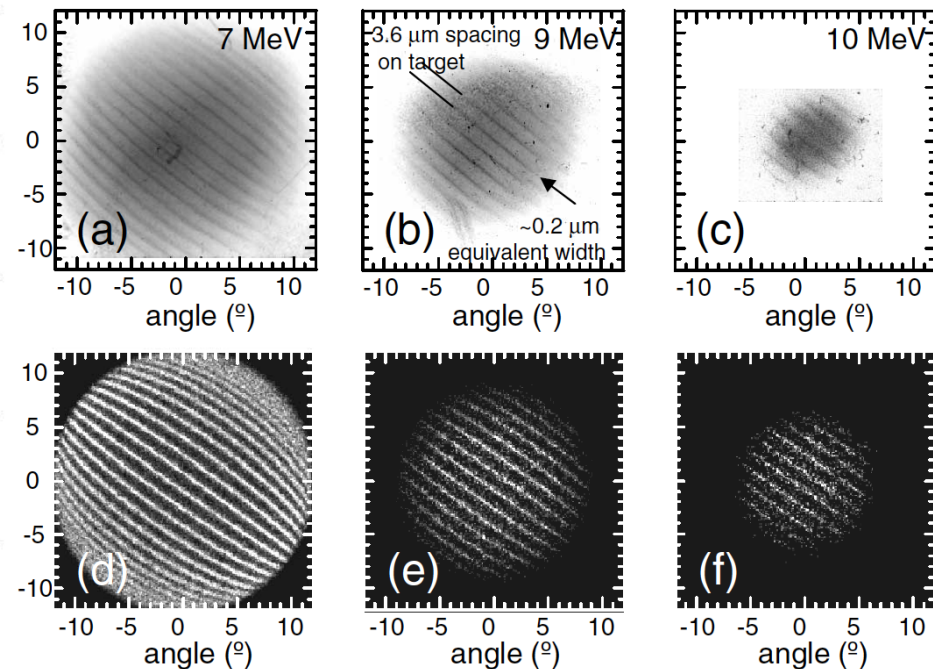 7 MeV
10
5
0
-5
-10
(a)
-10 -5 0 5 10
angle (º)
3.6 µm spacing
on target
9 MeV
(b)
~0.2 µm
equivalent width
-10 -5 0 5 10
angle (º)
10 MeV
(c)
-10 -5 0 5 10
angle (º)
10
5
0
-5
-10
(d)
-10 -5 0 5 10
angle (º)
(e)
-10 -5 0 5 10
angle (º)
(f)
-10 -5 0 5 10
angle (º)